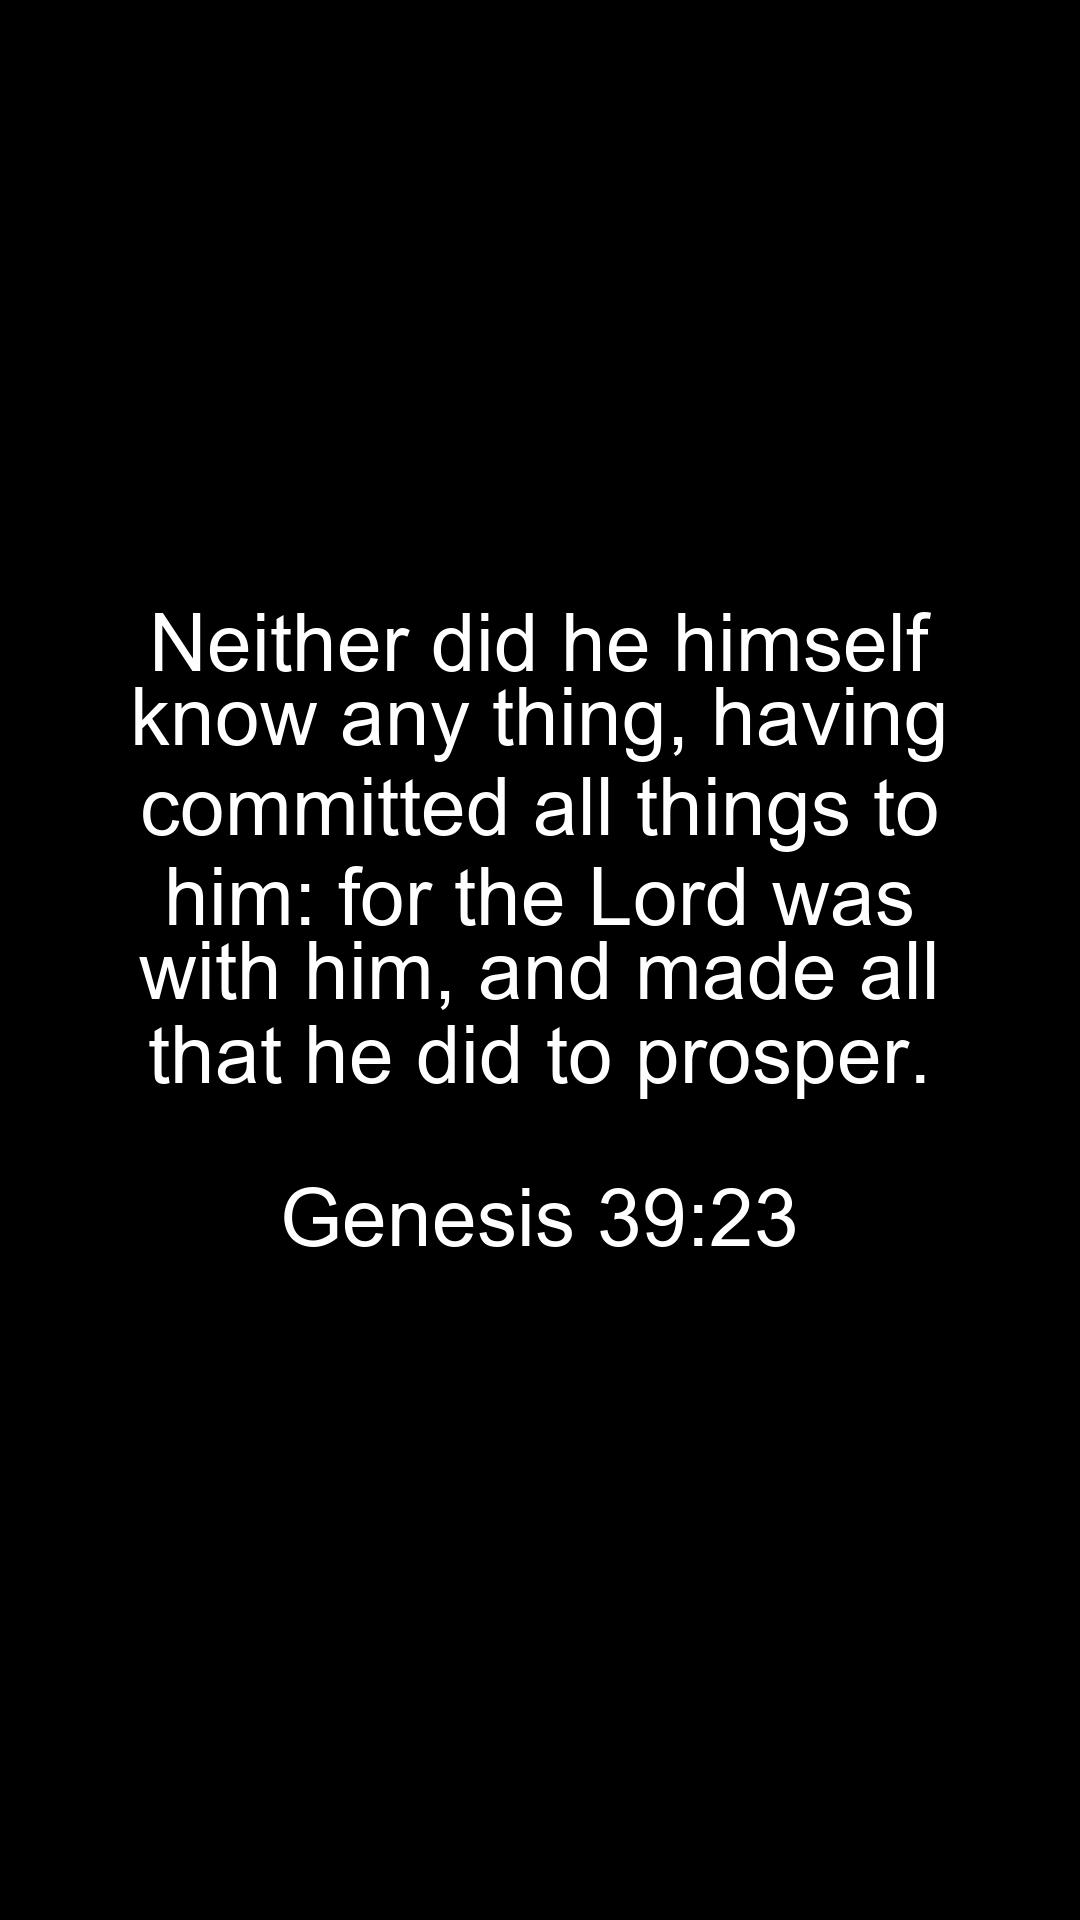 Neither did he himself
know any thing, having
committed all things to
him: for the Lord was
with him, and made all
that he did to prosper.
Genesis 39:23